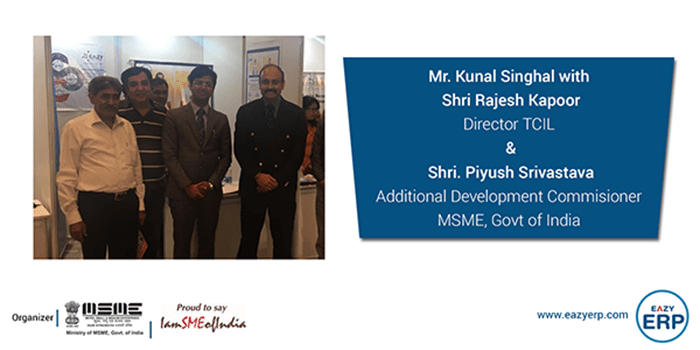 Mr. Kunal Singhal with
Shri Rajesh Kapoor
Director TCIL
&
Shri. Piyush Srivastava
Additional Development Commisioner
MSME, Govt of India
Organizer
MSME
Ministry of MSME, Govt. of India
Proud to say
IamSMEofIndia
www.eazyerp.com
EAZY
ERP